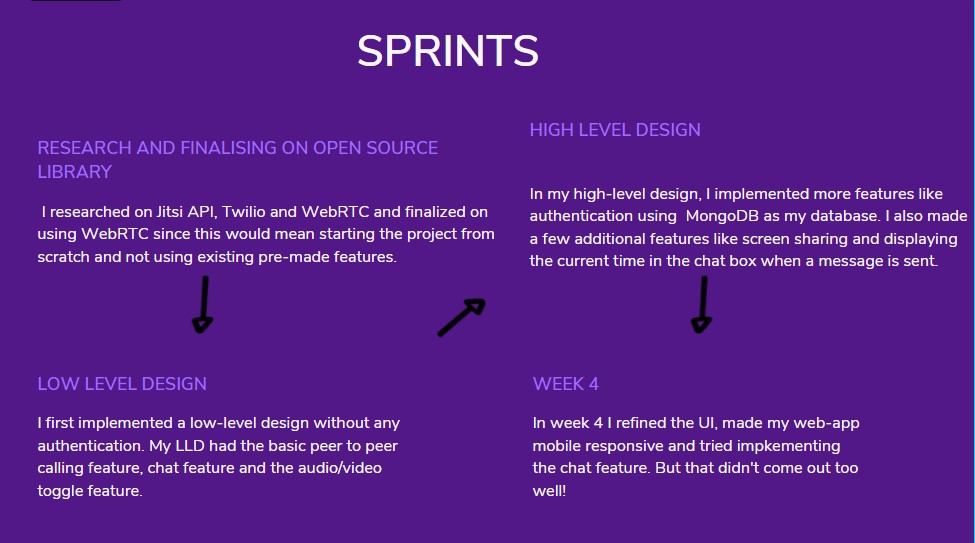 SPRINTS
RESEARCH AND FINALISING ON OPEN SOURCE
LIBRARY
I researched on Jitsi API, Twilio and WebRTC and finalized on
using WebRTC since this would mean starting the project from
scratch and not using existing pre-made features.
LOW LEVEL DESIGN
I first implemented a low-level design without any
authentication. My LLD had the basic peer to peer
calling feature, chat feature and the audio/video
toggle feature.
HIGH LEVEL DESIGN
In my high-level design, I implemented more features like
authentication using MongoDB as my database. I also made
a few additional features like screen sharing and displaying
the current time in the chat box when a message is sent.
WEEK 4
In week 4 I refined the UI, made my web-app
mobile responsive and tried impkementing
the chat feature. But that didn't come out too
well!